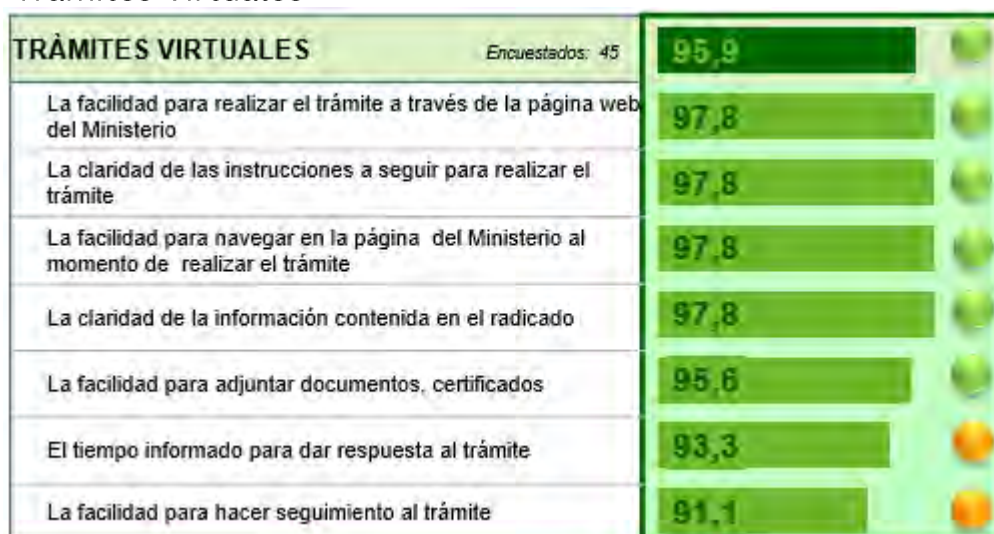 Trámites Virtuales
TRÀMITES VIRTUALES Encuestados: 45 95,9
La facilidad para realizar el trámite a través de la página web
del Ministerio
97,8
La claridad de las instrucciones a seguir para realizar el
trámite
97,8
La facilidad para navegar en la página del Ministerio al
momento de realizar el trámite
97,8
La claridad de la información contenida en el radicado 97,8
La facilidad para adjuntar documentos, certificados 95,6
El tiempo informado para dar respuesta al trámite 93,3
La facilidad para hacer seguimiento al trámite 91,1